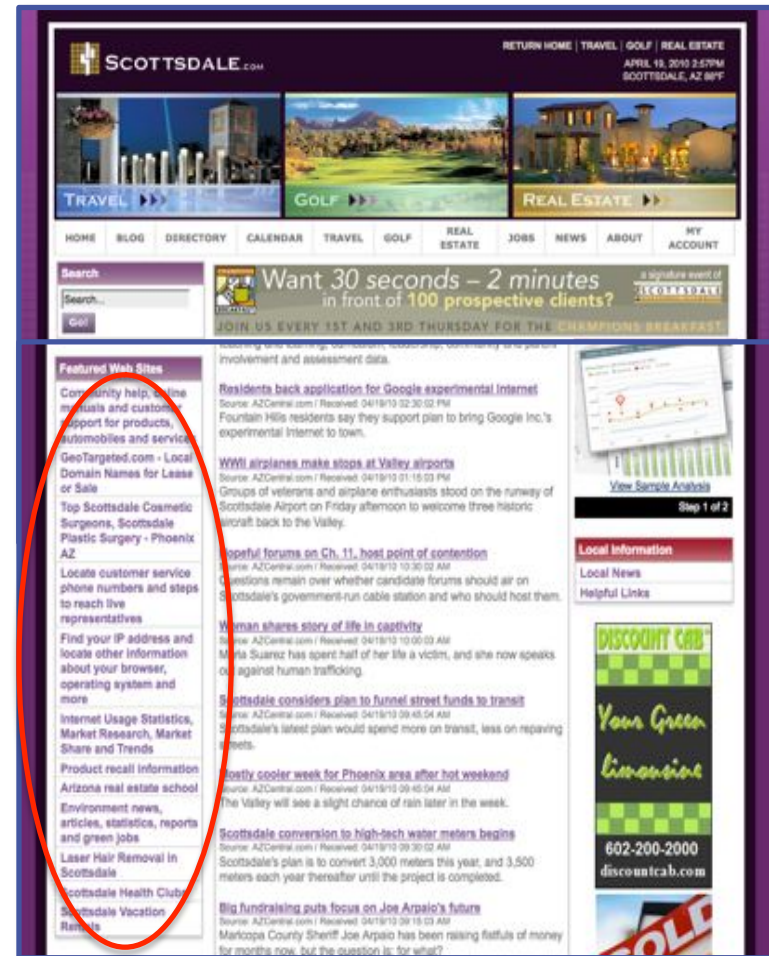 SCOTTSDALE.COM
RETURN HOME | TRAVEL | GOLF | REAL ESTATE
APRIL 19, 2010 2:57PM
SCOTTSDALE, AZ 88°F
TRAVEL
GOLF
REAL ESTATE
HOME
BLOG
DIRECTORY
CALENDAR
TRAVEL
GOLF
REAL
ESTATE
JOBS
NEWS
ABOUT
MY
ACCOUNT
Search
Search...
Go!
Want 30 seconds – 2 minutes
in front of 100 prospective clients?
a signature event of
SCOTTSDALE
JOIN US EVERY 1ST AND 3RD THURSDAY FOR THE CHAMPIONS BREAKFAST.
Featured Web Sites
Community help, online
manuals and customer
support for products,
automobiles and services
GeoTargeted.com - Local
Domain Names for Lease
or Sale
Top Scottsdale Cosmetic
Surgeons, Scottsdale
Plastic Surgery - Phoenix
AZ
Locate customer service
phone numbers and steps
to reach live
representatives
Find your IP address and
locate other information
about your browser,
operating system and
more
Internet Usage Statistics,
Market Research, Market
Share and Trends
Product recall information
Arizona real estate school
Environment news,
articles, statistics, reports
and green jobs
Laser Hair Removal in
Scottsdale
Scottsdale Health Clubs
Scottsdale Vacation
Rentals
involvement and assessment data.
Residents back application for Google experimental Internet
Source: AZCentral.com / Received: 04/19/10 02:30:02 PM
Fountain Hills residents say they support plan to bring Google Inc.'s
experimental Internet to town.
WWII airplanes make stops at Valley airports
Source: AZCentral.com / Received: 04/19/10 01:15:03 PM
Groups of veterans and airplane enthusiasts stood on the runway of
Scottsdale Airport on Friday afternoon to welcome three historic
aircraft back to the Valley.
Hopeful forums on Ch. 11, host point of contention
Source: AZCentral.com / Received: 04/19/10 10:30:02 AM
Questions remain over whether candidate forums should air on
Scottsdale's government-run cable station and who should host them.
Woman shares story of life in captivity
Source: AZCentral.com / Received: 04/19/10 10:00:03 AM
Maria Suarez has spent half of her life a victim, and she now speaks
out against human trafficking.
Scottsdale considers plan to funnel street funds to transit
Source: AZCentral.com / Received: 04/19/10 09:45:04 AM
Scottsdale's latest plan would spend more on transit, less on repaving
streets.
Mostly cooler week for Phoenix area after hot weekend
Source: AZCentral.com / Received: 04/19/10 09:45:04 AM
The Valley will see a slight chance of rain later in the week.
Scottsdale conversion to high-tech water meters begins
Source: AZCentral.com / Received: 04/19/10 09:30:02 AM
Scottsdale's plan is to convert 3,000 meters this year, and 3,500
meters each year thereafter until the project is completed.
Big fundraising puts focus on Joe Arpaio's future
Source: AZCentral.com / Received: 04/19/10 09:15:03 AM
Maricopa County Sheriff Joe Arpaio has been raising fistfuls of money
for months now, but the question is: for what?
View Sample Analysis
Step 1 of 2
Local Information
Local News
Helpful Links
DISCOUNT CAB
Your Green
Limousine
602-200-2000
discountcab.com
SOLD